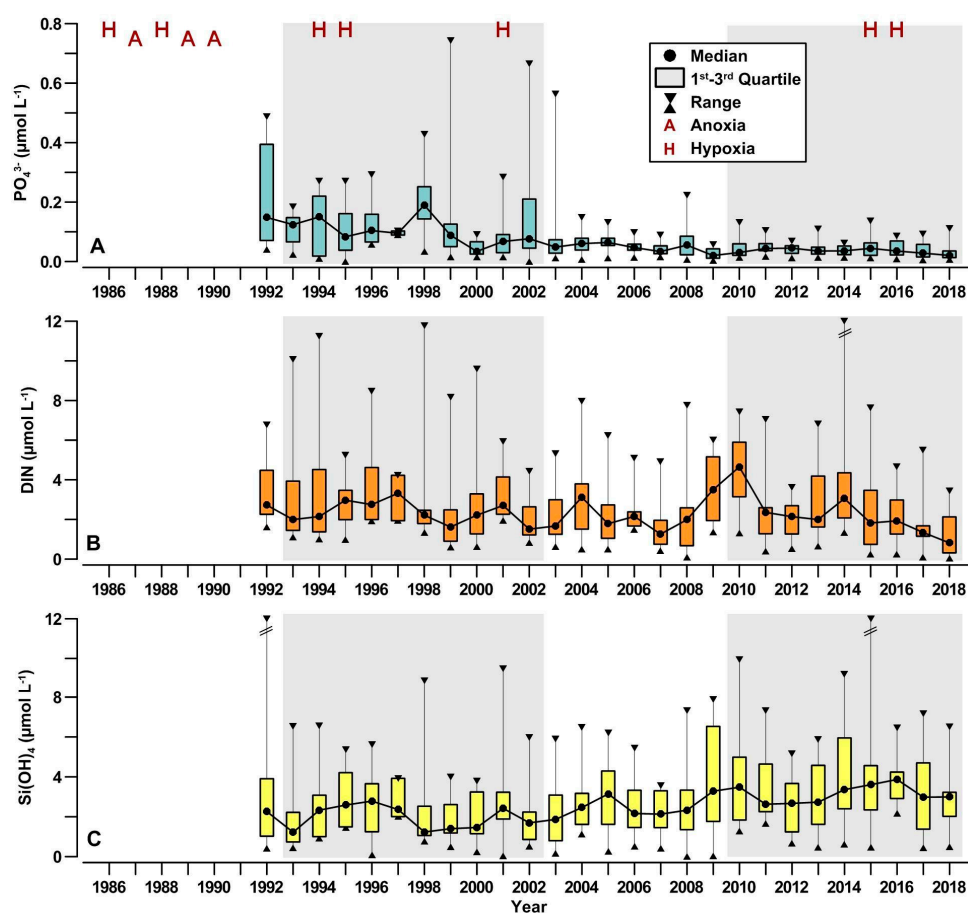 0.8
0.6
0.4
0.2
0.0
PO₄³⁻ (µmol L⁻¹)
H A H A A H H H H H
Median
1ˢᵗ-3ʳᵈ Quartile
Range
A Anoxia
H Hypoxia
A
1986 1988 1990 1992 1994 1996 1998 2000 2002 2004 2006 2008 2010 2012 2014 2016 2018
12
8
4
0
DIN (µmol L⁻¹)
B
1986 1988 1990 1992 1994 1996 1998 2000 2002 2004 2006 2008 2010 2012 2014 2016 2018
12
8
4
0
Si(OH)₄ (µmol L⁻¹)
C
1986 1988 1990 1992 1994 1996 1998 2000 2002 2004 2006 2008 2010 2012 2014 2016 2018
Year